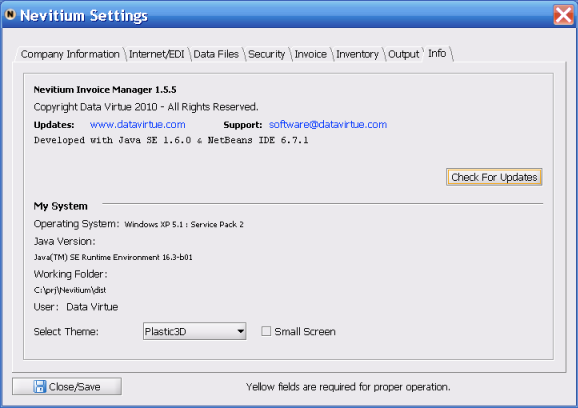 Nevitium Settings
Company Information Internet/EDI Data Files Security Invoice Inventory Output Info
Nevitium Invoice Manager 1.5.5
Copyright Data Virtue 2010 - All Rights Reserved.
Updates: www.datavirtue.com Support: software@datavirtue.com
Developed with Java SE 1.6.0 & NetBeans IDE 6.7.1
Check For Updates
My System
Operating System: Windows XP 5.1 : Service Pack 2
Java Version:
Java(TM) SE Runtime Environment 16.3-b01
Working Folder:
C:\prj\Nevitium\dist
User: Data Virtue
Select Theme: Plastic3D Small Screen
Close/Save Yellow fields are required for proper operation.